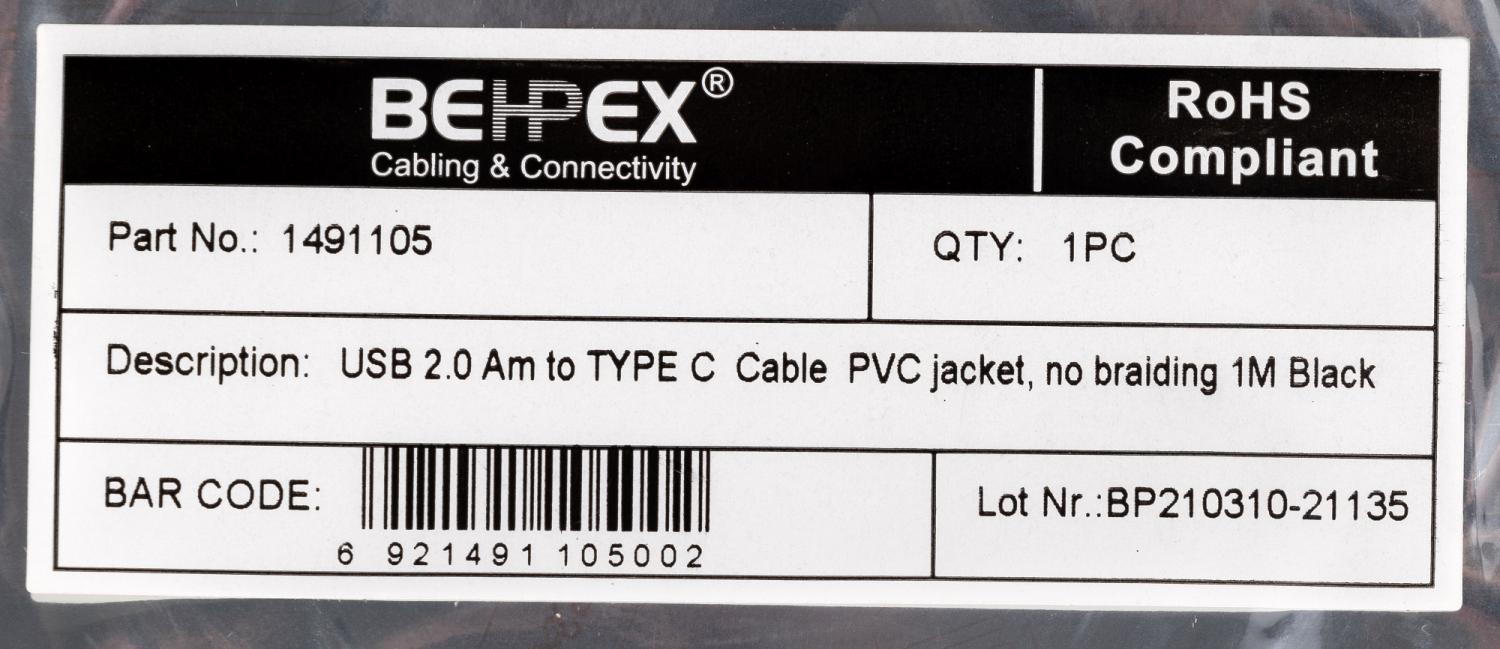 BEHPEX®
Cabling & Connectivity
RoHS
Compliant
Part No.: 1491105
QTY: 1PC
Description: USB 2.0 Am to TYPE C Cable PVC jacket, no braiding 1M Black
BAR CODE:
6 921491 105002
Lot Nr.:BP210310-21135